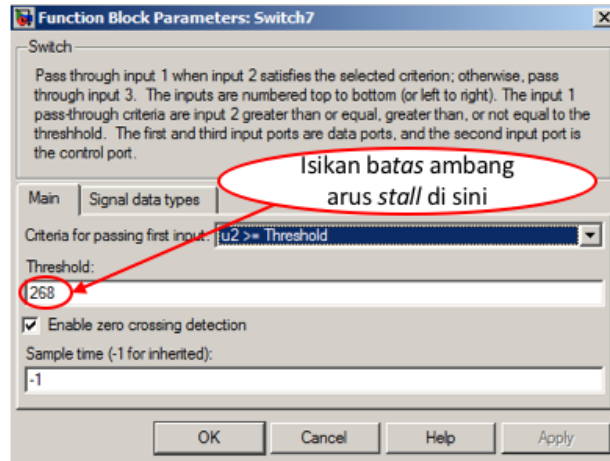 Function Block Parameters: Switch7
Switch
Pass through input 1 when input 2 satisfies the selected criterion; otherwise, pass
through input 3. The inputs are numbered top to bottom (or left to right). The input 1
pass-through criteria are input 2 greater than or equal, greater than, or not equal to the
threshhold. The first and third input ports are data ports, and the second input port is
the control port.
Isikan batas ambang
arus stall di sini
Main
Signal data types
Criteria for passing first input: u2 >= Threshold
Threshold:
268
Enable zero crossing detection
Sample time (-1 for inherited):
-1
OK
Cancel
Help
Apply